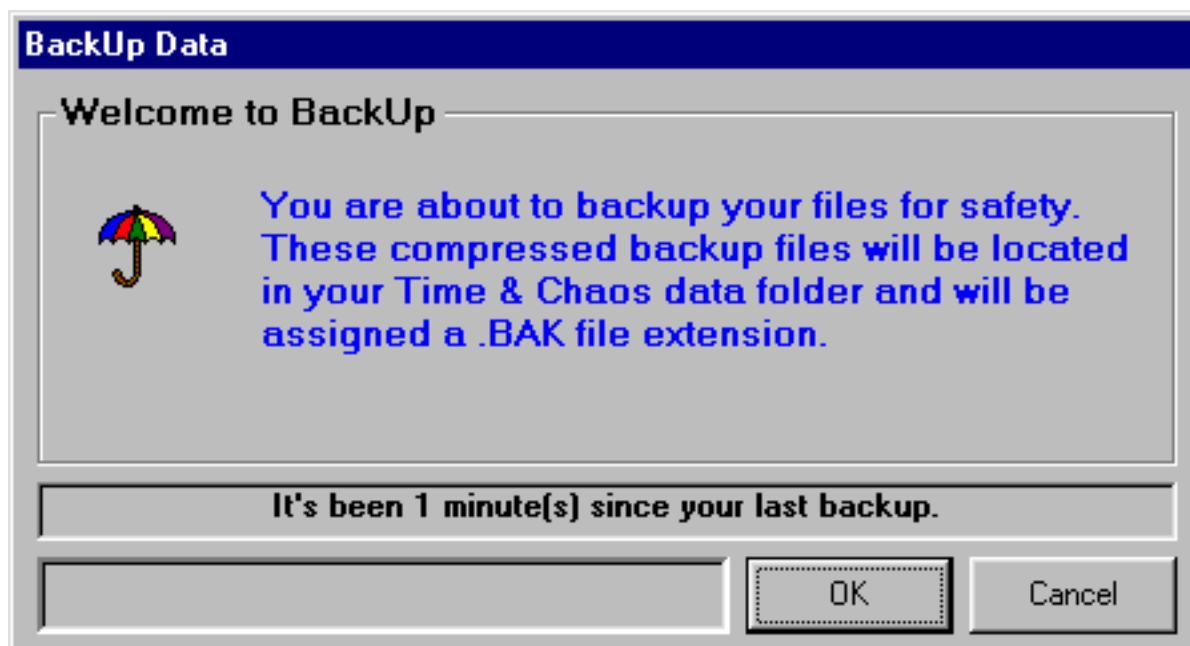 BackUp Data
Welcome to BackUp
You are about to backup your files for safety.
These compressed backup files will be located
in your Time & Chaos data folder and will be
assigned a .BAK file extension.
It's been 1 minute(s) since your last backup.
OK
Cancel